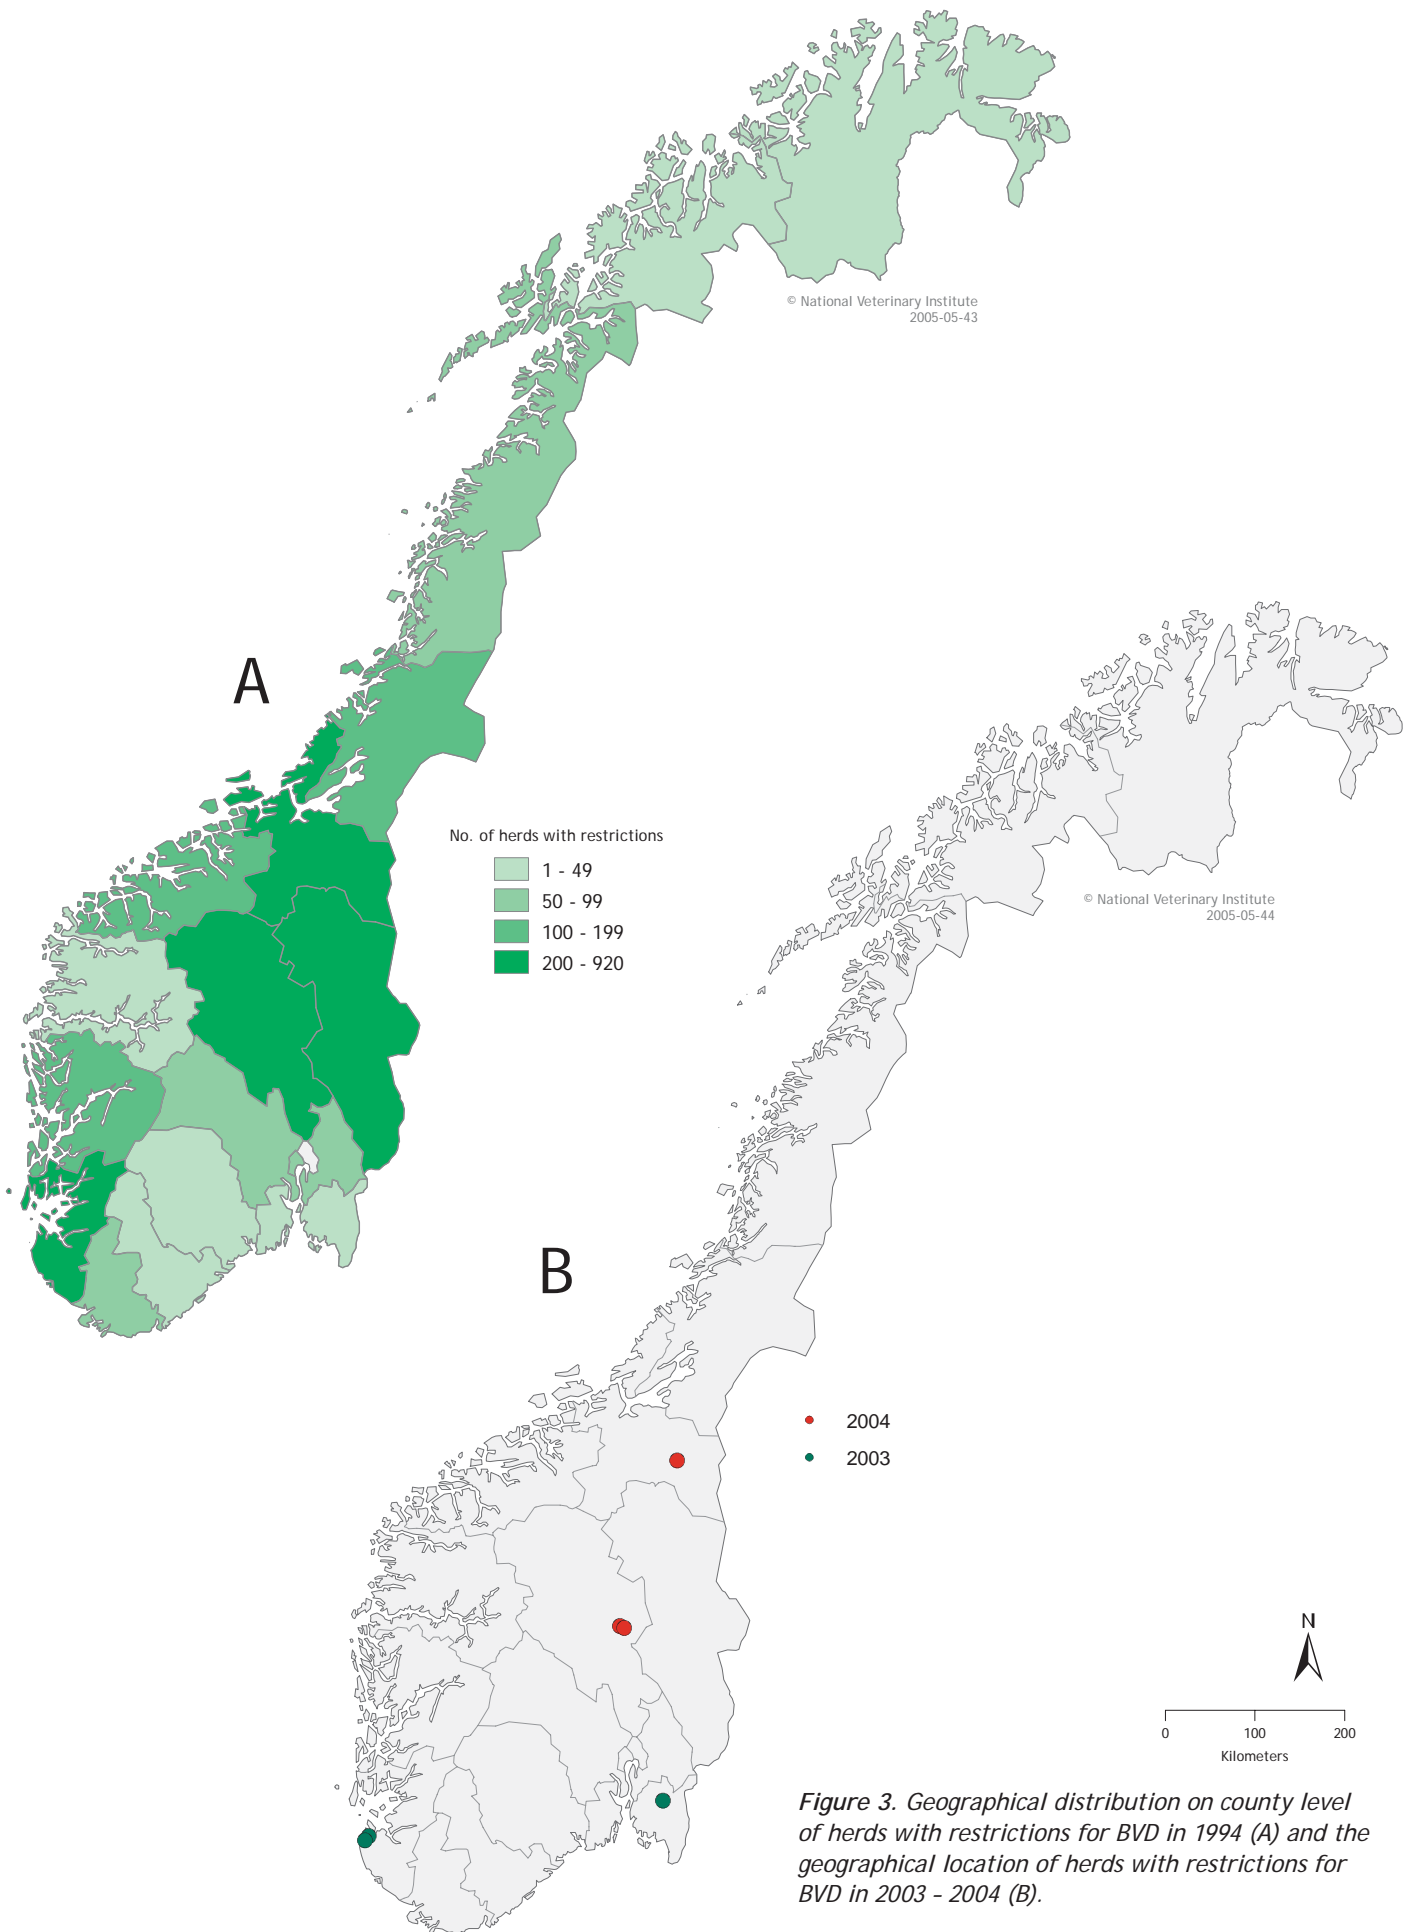 © National Veterinary Institute
2005-05-43
A
No. of herds with restrictions
1 - 49
50 - 99
100 - 199
200 - 920
© National Veterinary Institute
2005-05-44
B
2004
2003
N
0 100 200
Kilometers
Figure 3. Geographical distribution on county level
of herds with restrictions for BVD in 1994 (A) and the
geographical location of herds with restrictions for
BVD in 2003 – 2004 (B).